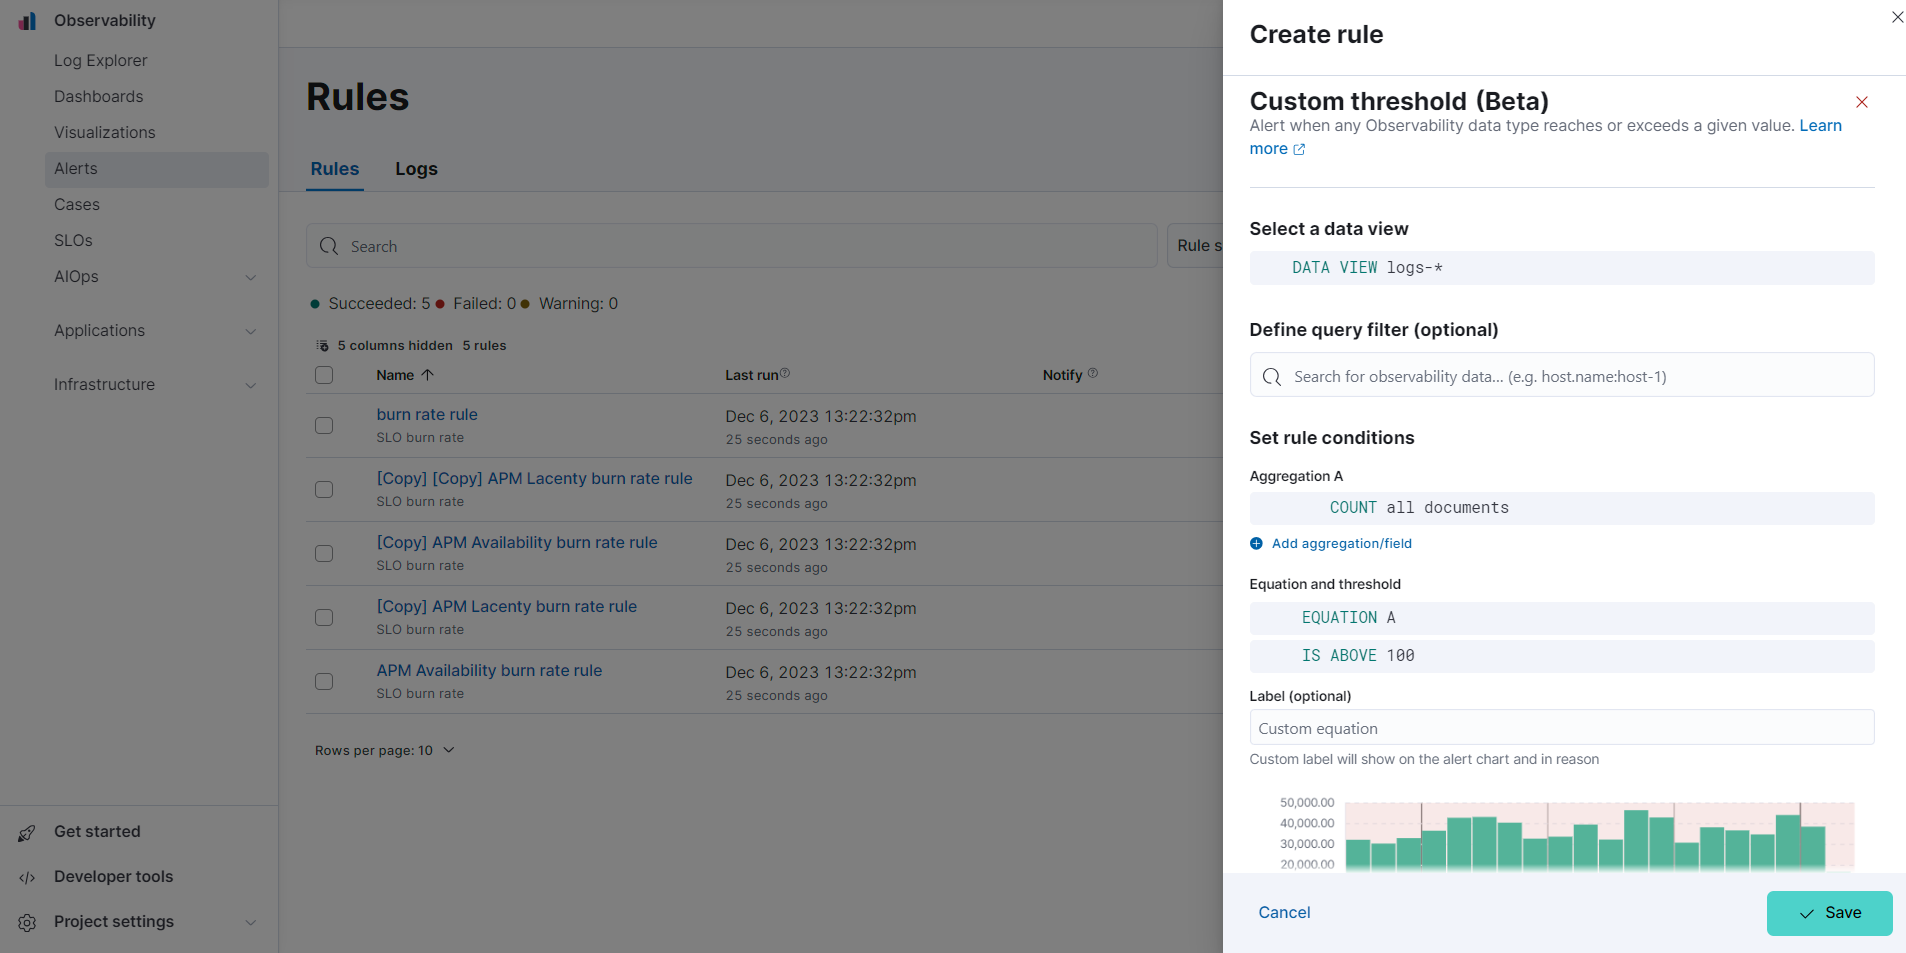 Observability
Log Explorer
Dashboards
Visualizations
Alerts
Cases
SLOs
AIOps
Applications
Infrastructure
Get started
Developer tools
Project settings
Rules
Rules Logs
Search
Rule s
Succeeded: 5 Failed: 0 Warning: 0
5 columns hidden 5 rules
Name Last run Notify
burn rate rule Dec 6, 2023 13:22:32pm
SLO burn rate 25 seconds ago
[Copy] [Copy] APM Lacenty burn rate rule Dec 6, 2023 13:22:32pm
SLO burn rate 25 seconds ago
[Copy] APM Availability burn rate rule Dec 6, 2023 13:22:32pm
SLO burn rate 25 seconds ago
[Copy] APM Lacenty burn rate rule Dec 6, 2023 13:22:32pm
SLO burn rate 25 seconds ago
APM Availability burn rate rule Dec 6, 2023 13:22:32pm
SLO burn rate 25 seconds ago
Rows per page: 10
Create rule
Custom threshold (Beta)
Alert when any Observability data type reaches or exceeds a given value. Learn
more
Select a data view
DATA VIEW logs-*
Define query filter (optional)
Search for observability data... (e.g. host.name:host-1)
Set rule conditions
Aggregation A
COUNT all documents
Add aggregation/field
Equation and threshold
EQUATION A
IS ABOVE 100
Label (optional)
Custom equation
Custom label will show on the alert chart and in reason
50,000.00
40,000.00
30,000.00
20,000.00
Cancel
Save